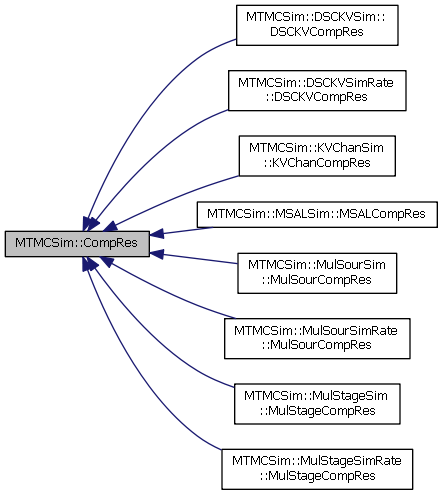 MTMCSim::DSCKVSim::
DSCKVCompRes
MTMCSim::DSCKVSimRate
::DSCKVCompRes
MTMCSim::KVChanSim
::KVChanCompRes
MTMCSim::MSALSim::MSALCompRes
MTMCSim::CompRes
MTMCSim::MulSourSim
::MulSourCompRes
MTMCSim::MulSourSimRate
::MulSourCompRes
MTMCSim::MulStageSim
::MulStageCompRes
MTMCSim::MulStageSimRate
::MulStageCompRes